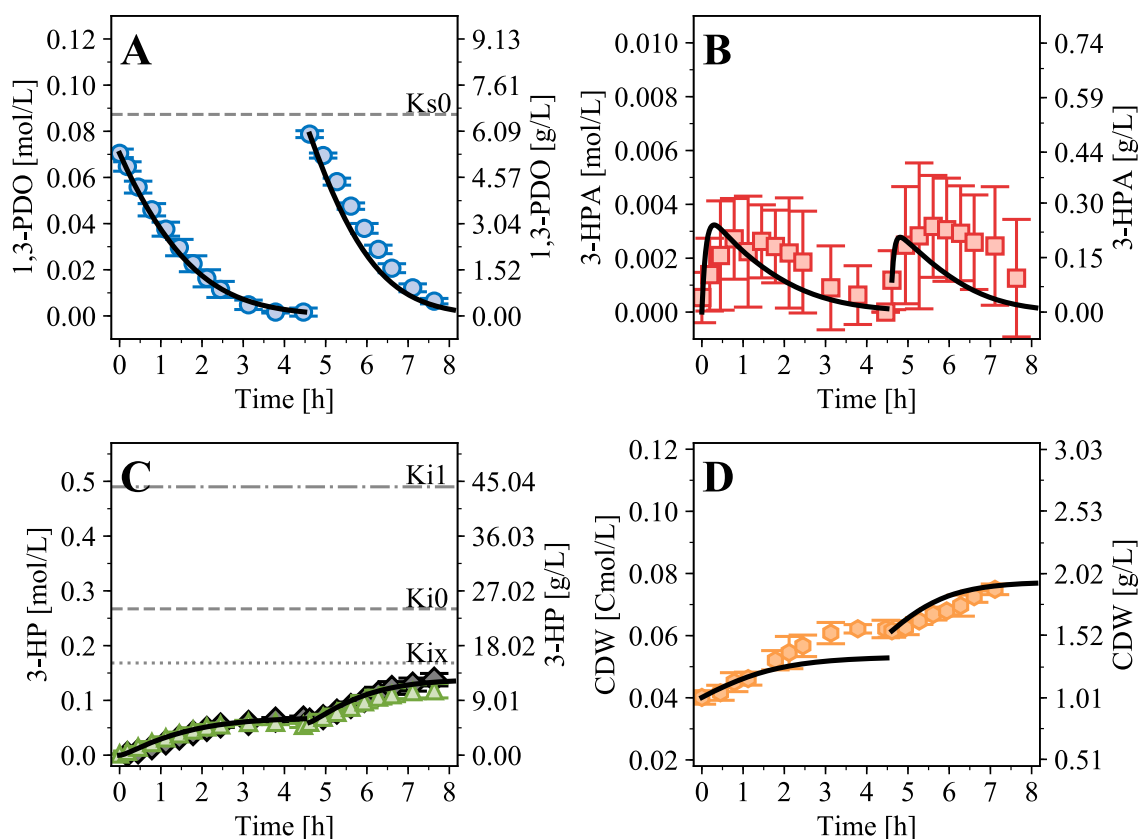 A
0.12
0.10
0.08
0.06
0.04
0.02
0.00
1,3-PDO [mol/L]
9.13
7.61
6.09
4.57
3.04
1.52
0.00
1,3-PDO [g/L]
Ks0
0 1 2 3 4 5 6 7 8
Time [h]
B
0.010
0.008
0.006
0.004
0.002
0.000
3-HPA [mol/L]
0.74
0.59
0.44
0.30
0.15
0.00
3-HPA [g/L]
0 1 2 3 4 5 6 7 8
Time [h]
C
0.5
0.4
0.3
0.2
0.1
0.0
3-HP [mol/L]
45.04
36.03
27.02
18.02
9.01
0.00
3-HP [g/L]
Ki1
Ki0
Kix
0 1 2 3 4 5 6 7 8
Time [h]
D
0.12
0.10
0.08
0.06
0.04
0.02
CDW [Cmol/L]
3.03
2.53
2.02
1.52
1.01
0.51
CDW [g/L]
0 1 2 3 4 5 6 7 8
Time [h]